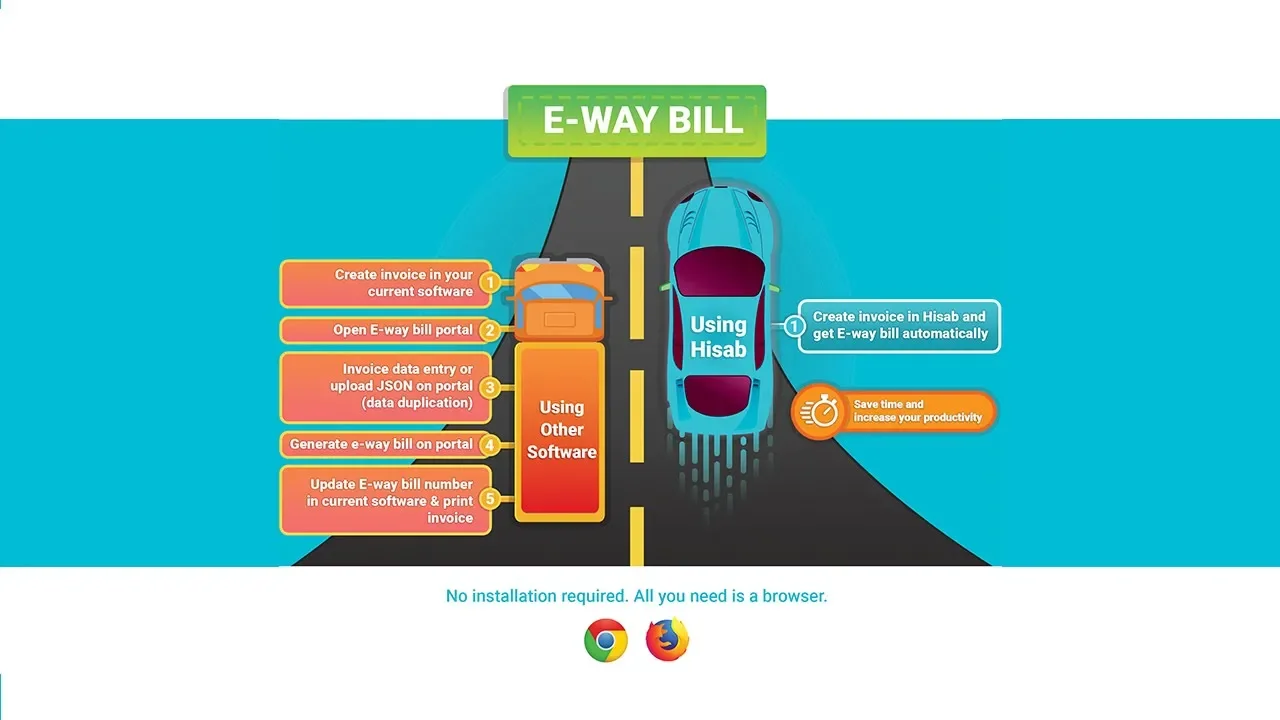 E-WAY BILL
Create invoice in your
current software
1
Open E-way bill portal
2
Invoice data entry or
upload JSON on portal
(data duplication)
3
Generate e-way bill on portal
4
Update E-way bill number
in current software & print
invoice
5
Using
Other
Software
Using
Hisab
1
Create invoice in Hisab and
get E-way bill automatically
Save time and
increase your productivity
No installation required. All you need is a browser.